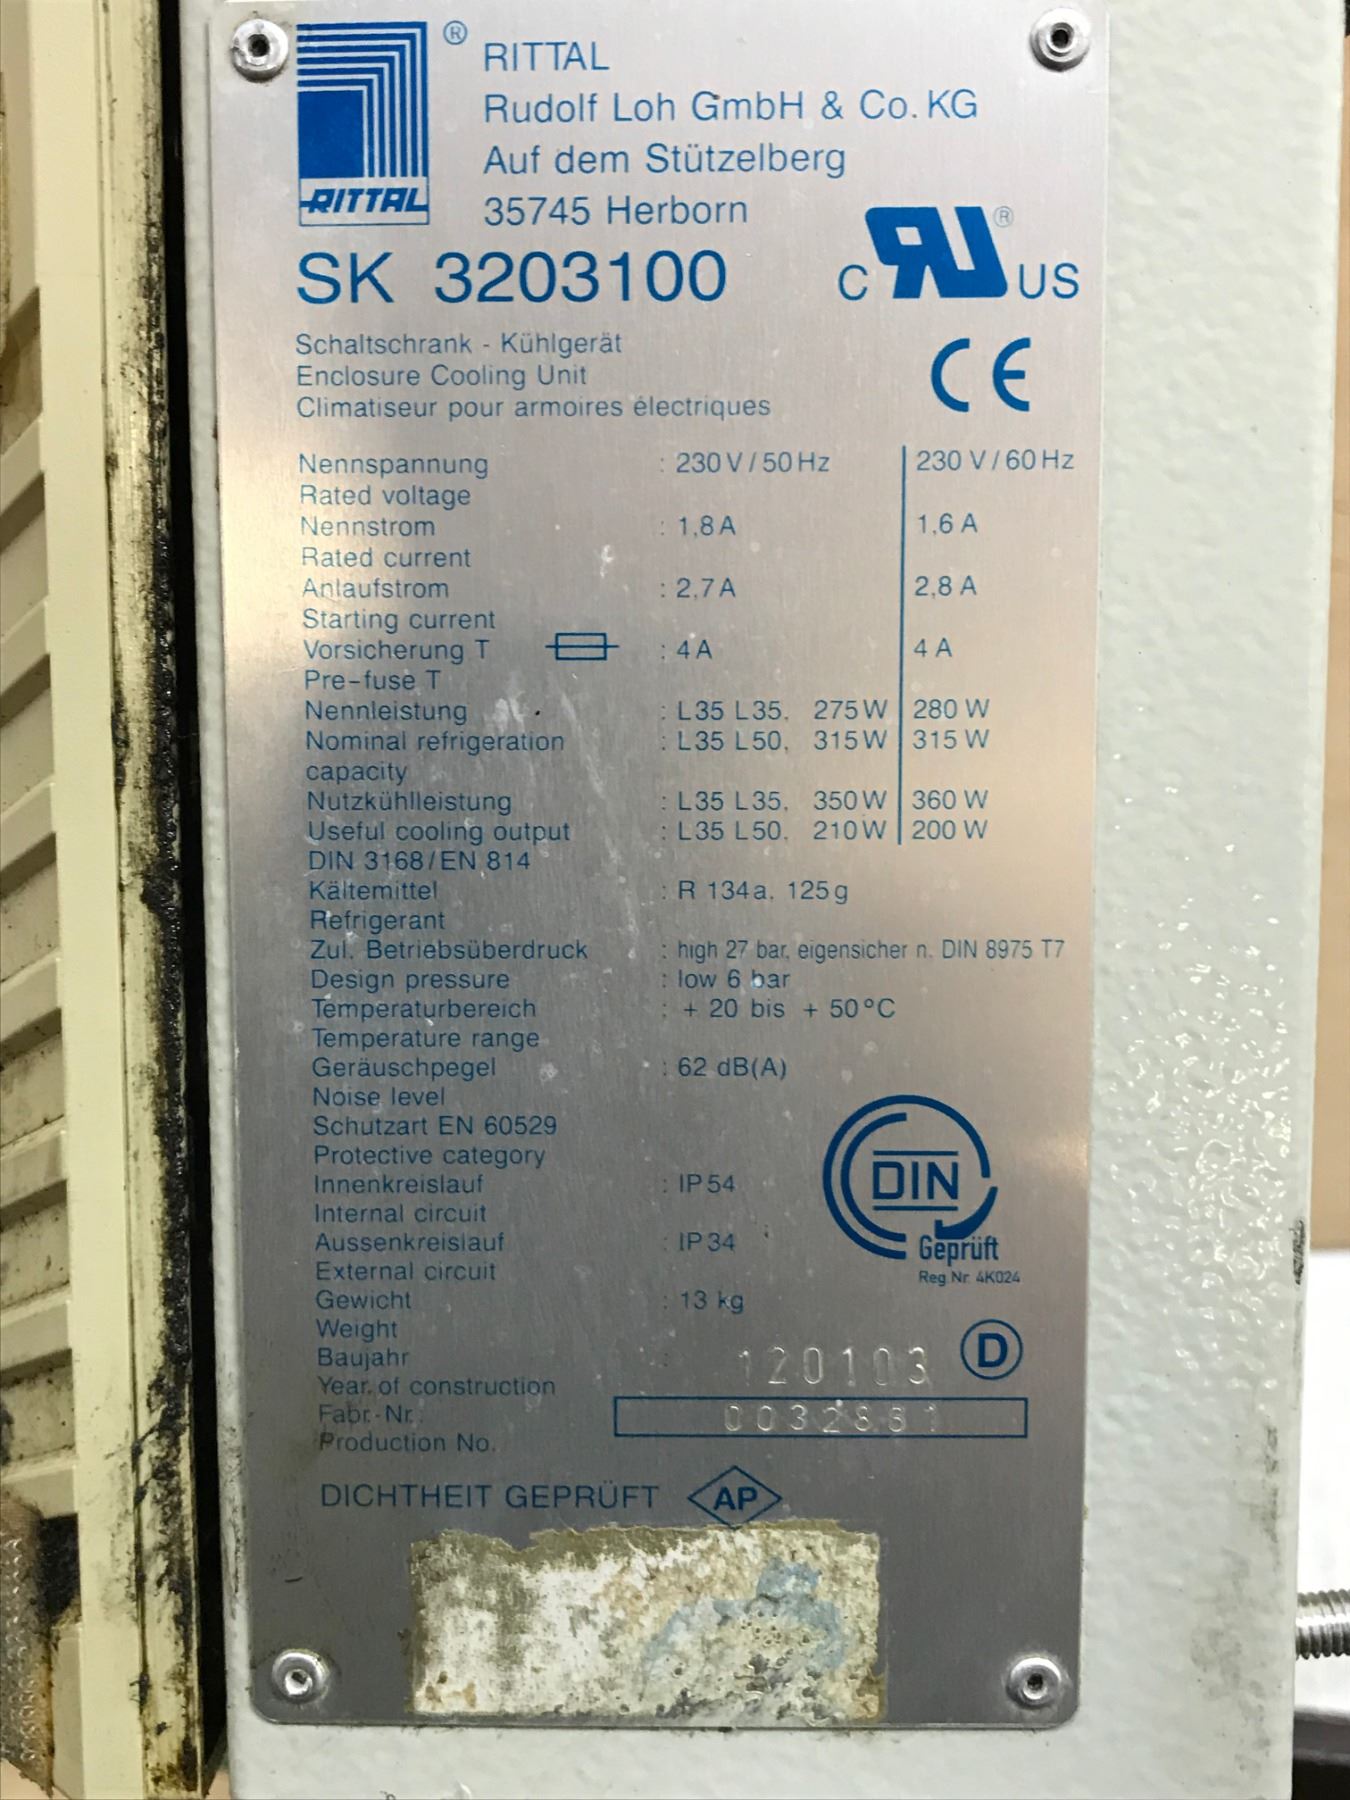 ®
RITTAL
RITTAL
Rudolf Loh GmbH & Co. KG
Auf dem Stützelberg
35745 Herborn
SK 3203100
C RU ® US
Schaltschrank - Kühlgerät
Enclosure Cooling Unit
Climatiseur pour armoires électriques
CE
Nennspannung : 230 V / 50 Hz 230 V / 60 Hz
Rated voltage
Nennstrom : 1,8 A 1,6 A
Rated current
Anlaufstrom : 2,7 A 2,8 A
Starting current
Vorsicherung T : 4 A 4 A
Pre-fuse T
Nennleistung : L35 L35, 275 W 280 W
Nominal refrigeration : L35 L50, 315 W 315 W
capacity
Nutzkühlleistung : L35 L35, 350 W 360 W
Useful cooling output : L35 L50, 210 W 200 W
DIN 3168/EN 814
Kältemittel : R 134a, 125 g
Refrigerant
Zul. Betriebsüberdruck : high 27 bar, eigensicher n. DIN 8975 T7
Design pressure : low 6 bar
Temperaturbereich : + 20 bis + 50°C
Temperature range
Geräuschpegel : 62 dB(A)
Noise level
Schutzart EN 60529
Protective category
Innenkreislauf : IP 54
Internal circuit
Aussenkreislauf : IP 34
External circuit
DIN
Geprüft
Reg.Nr. 4K024
Gewicht : 13 kg
Weight
Baujahr : 120103 D
Year of construction
Fabr.-Nr.: 0032881
Production No.
DICHTHEIT GEPRÜFT AP